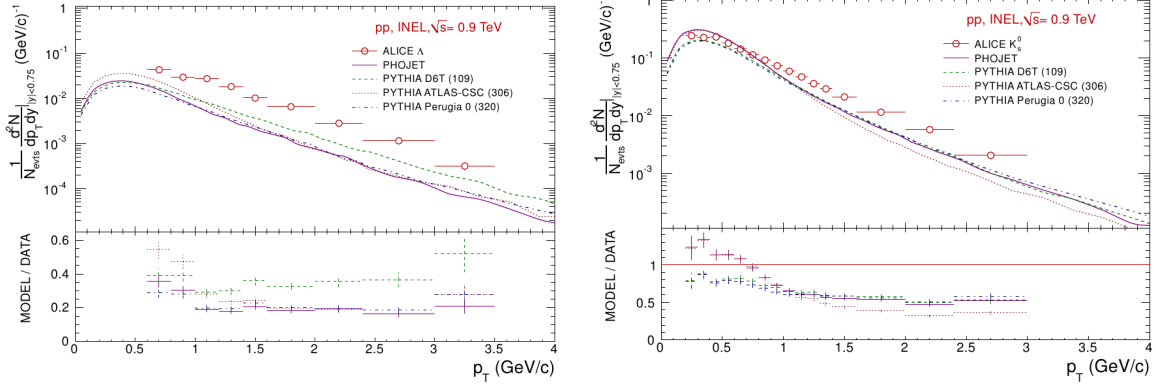 pp, INEL,√s= 0.9 TeV
ALICE Λ
PHOJET
PYTHIA D6T (109)
PYTHIA ATLAS-CSC (306)
PYTHIA Perugia 0 (320)
1/N_evts d²N/dp_Tdy| |y|<0.75 (GeV/c)⁻¹
1
10⁻¹
10⁻²
10⁻³
10⁻⁴
MODEL / DATA
0.6
0.4
0.2
0
0 0.5 1 1.5 2 2.5 3 3.5 4
p_T (GeV/c)
pp, INEL,√s= 0.9 TeV
ALICE K⁰_s
PHOJET
PYTHIA D6T (109)
PYTHIA ATLAS-CSC (306)
PYTHIA Perugia 0 (320)
1/N_evts d²N/dp_Tdy| |y|<0.75 (GeV/c)⁻¹
1
10⁻¹
10⁻²
10⁻³
MODEL / DATA
1
0.5
0
0 0.5 1 1.5 2 2.5 3 3.5 4
p_T (GeV/c)